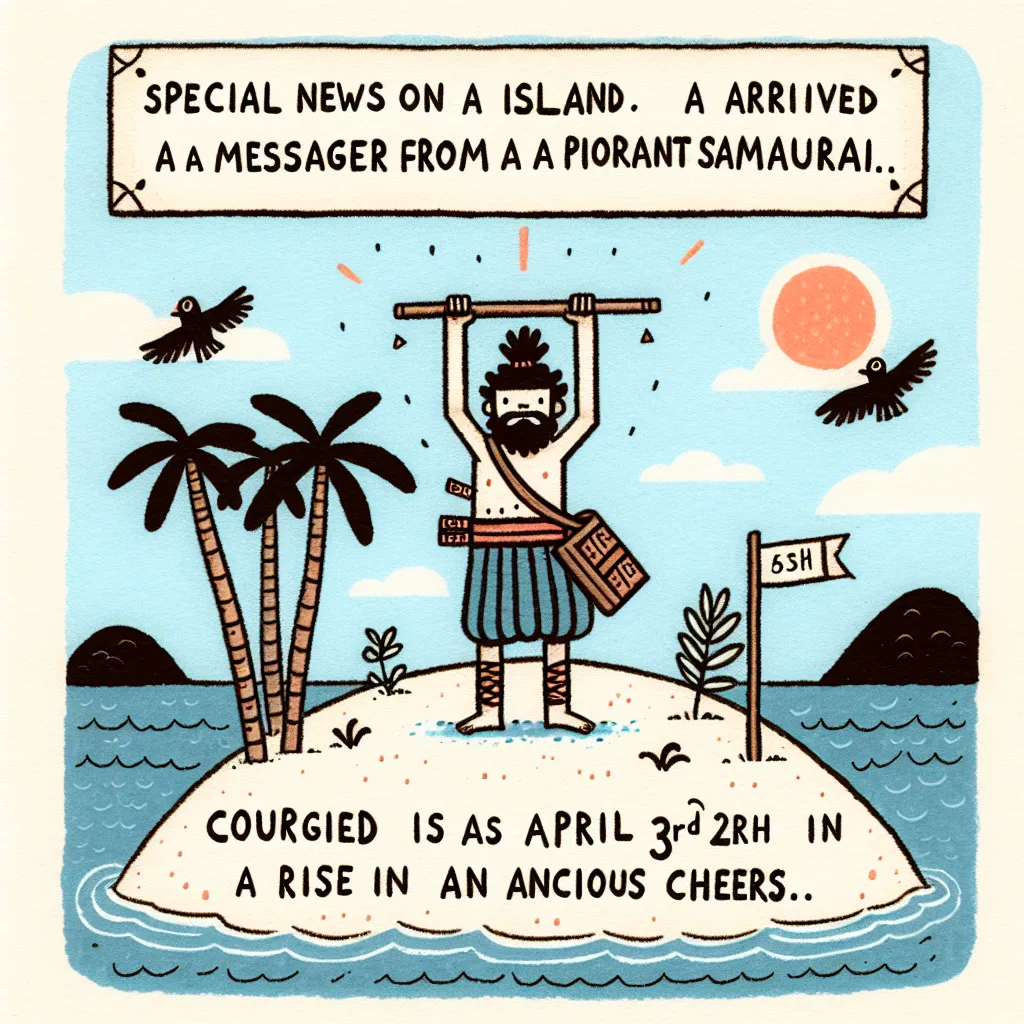 SPECIAL NEWS ON A ISLAND. A ARRIIVED
A A MESSAGER FROM A A PIORANT SAMAURAI..
6SH
COURGIED IS AS APRIL 3rd 2RH IN
A RISE IN AN ANCIOUS CHEERS..